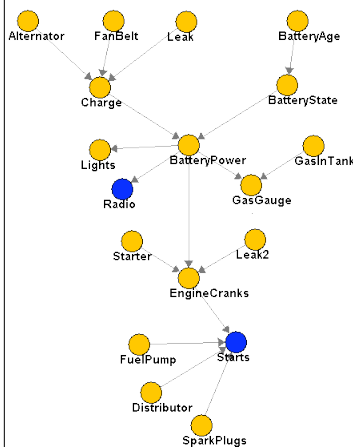 Alternator
FanBelt
Leak
BatteryAge
Charge
BatteryState
Lights
BatteryPower
GasInTank
Radio
GasGauge
Starter
Leak2
EngineCranks
FuelPump
Starts
Distributor
SparkPlugs